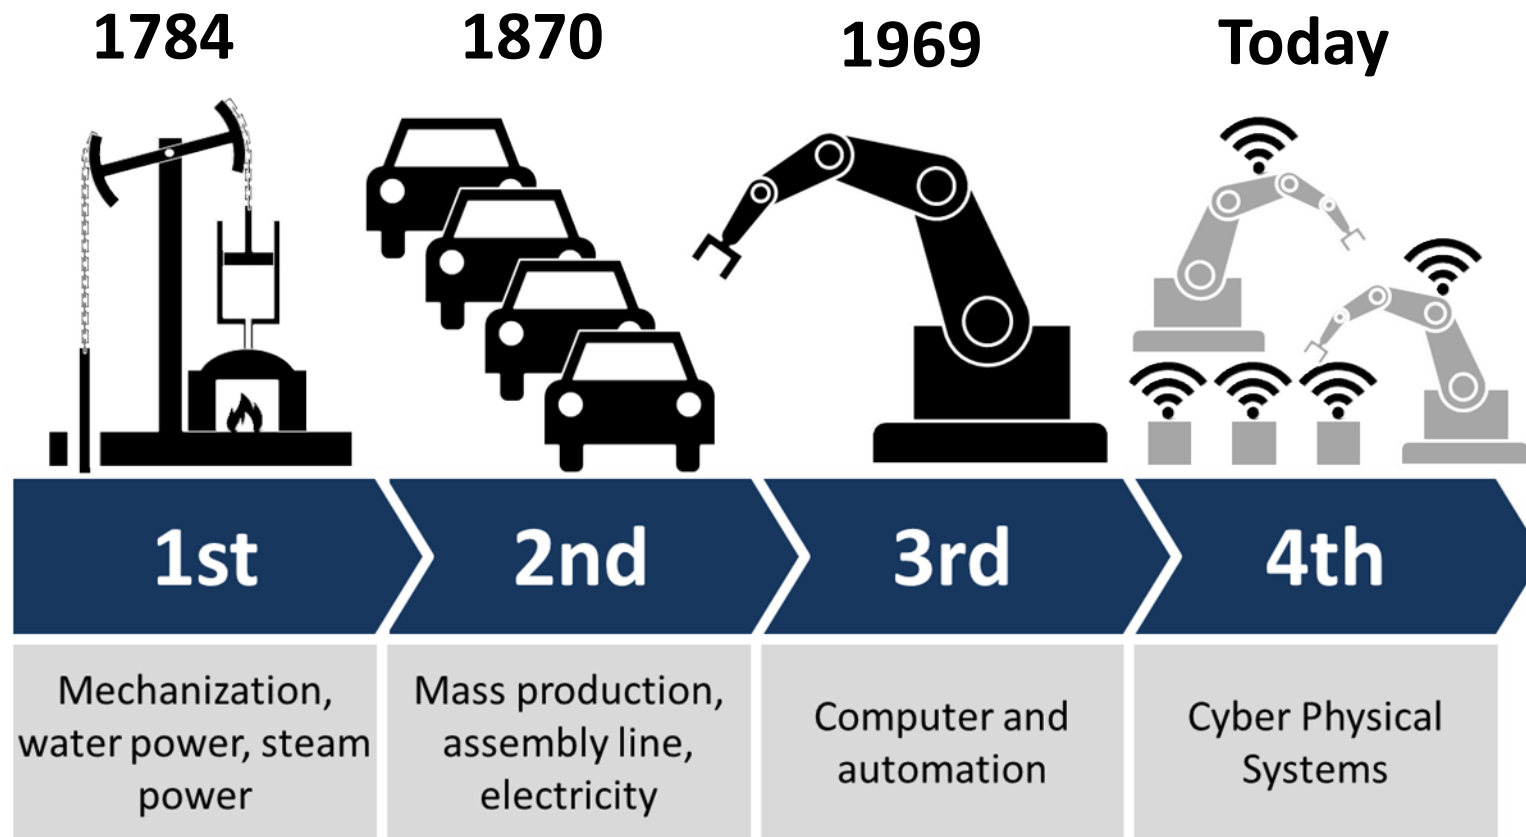 1784
1870
1969
Today
1st
2nd
3rd
4th
Mechanization,
water power, steam
power
Mass production,
assembly line,
electricity
Computer and
automation
Cyber Physical
Systems